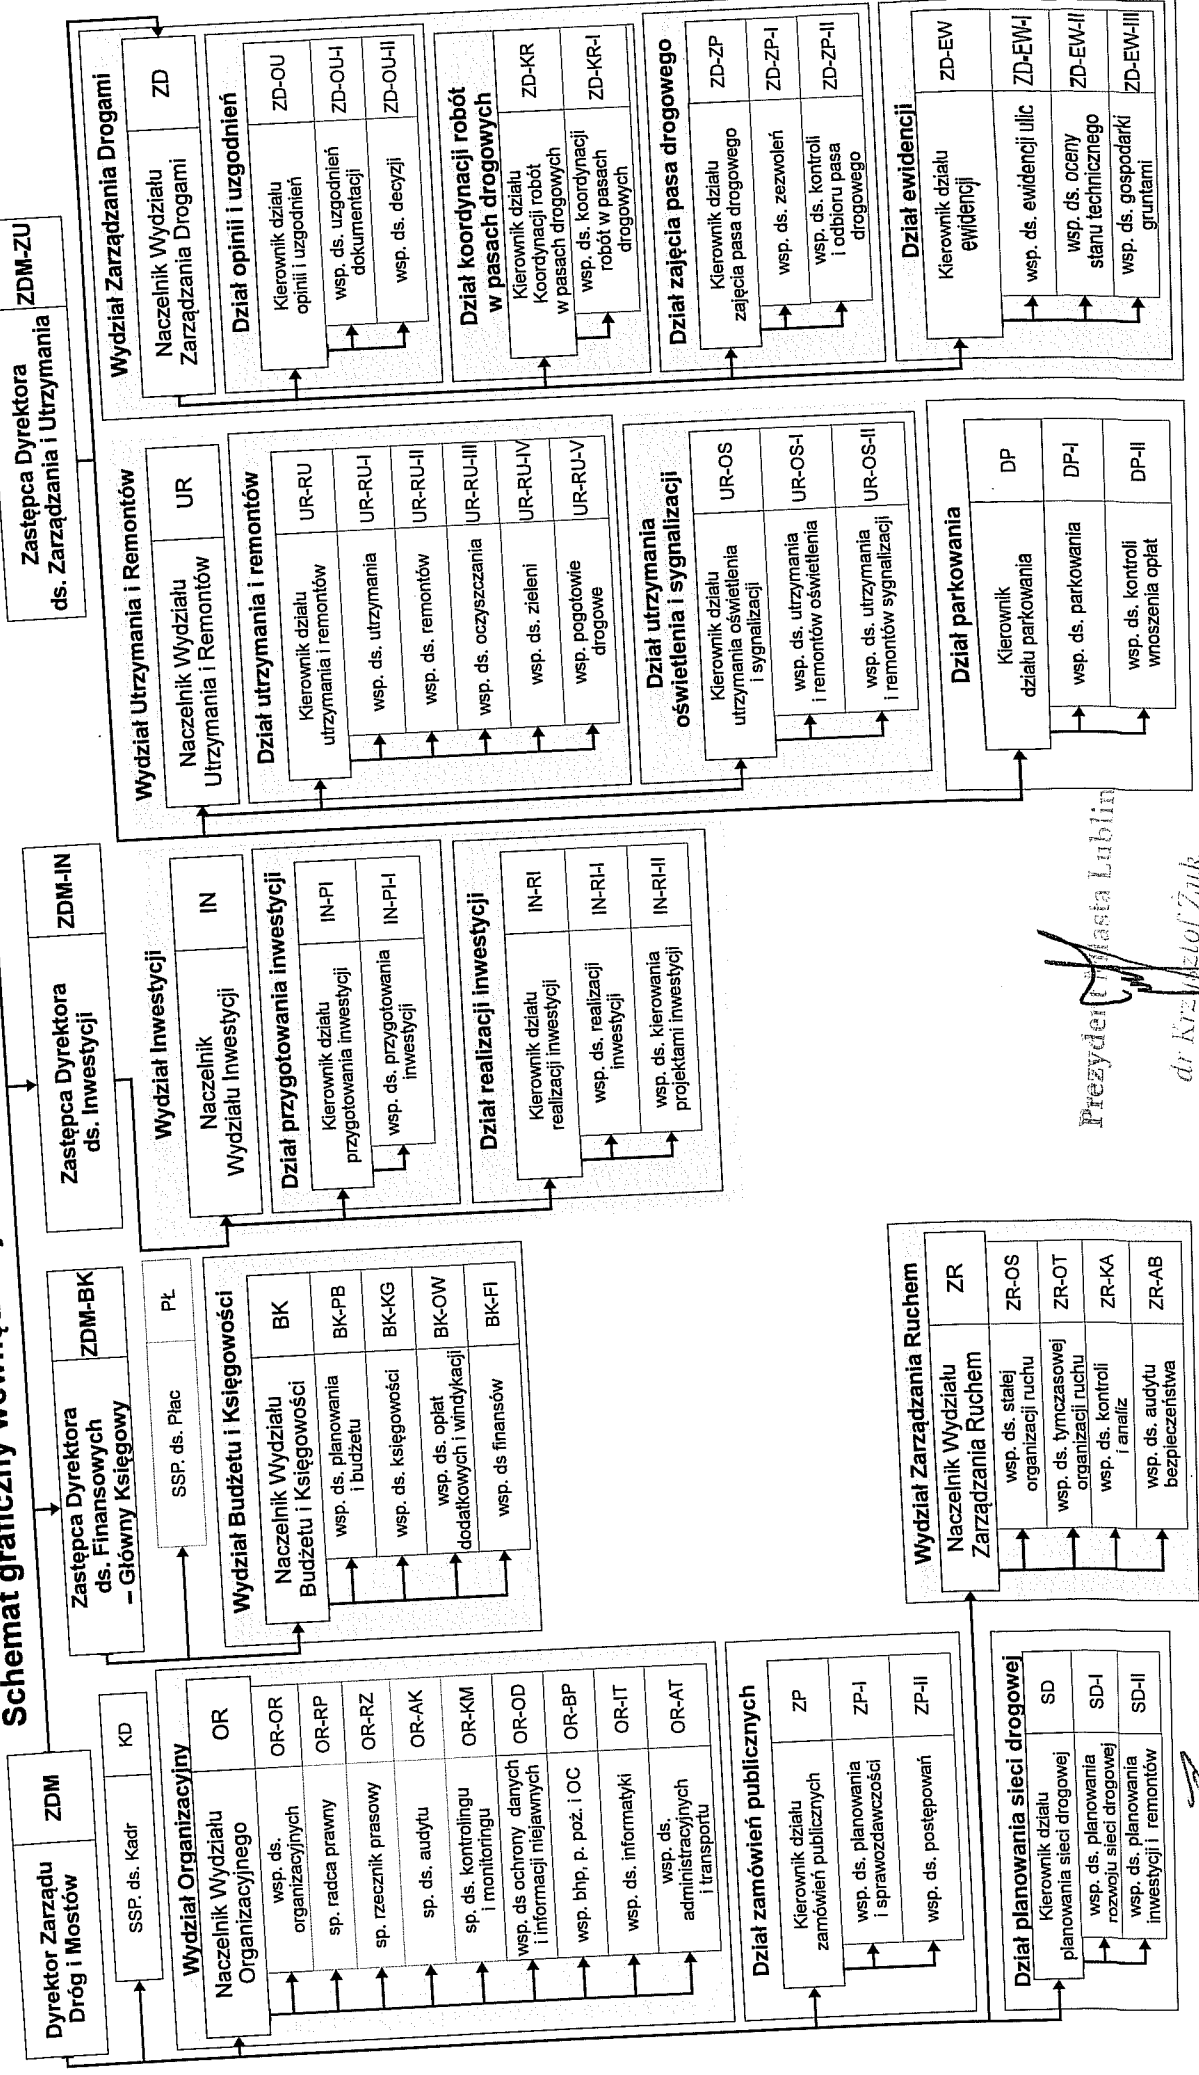 Schemat graficzny
Dyrektor Zarządu
Dróg i Mostów
ZDM
SSP. ds. Kadr
KD
Wydział Organizacyjny
Naczelnik Wydziału
Organizacyjnego
OR
wsp. ds.
organizacyjnych
OR-OR
sp. radca prawny
OR-RP
sp. rzecznik prasowy
OR-RZ
sp. ds. audytu
OR-AK
sp. ds. kontrolingu
i monitoringu
OR-KM
wsp. ds ochrony danych
i informacji niejawnych
OR-OD
wsp. bhp, p. poż. i OC
OR-BP
wsp. ds. informatyki
OR-IT
wsp. ds.
administracyjnych
i transportu
OR-AT
Dział zamówień publicznych
Kierownik działu
zamówień publicznych
ZP
wsp. ds. planowania
i sprawozdawczości
ZP-I
wsp. ds. postępowań
ZP-II
Dział planowania sieci drogowej
Kierownik działu
planowania sieci drogowej
SD
wsp. ds. planowania
rozwoju sieci drogowej
SD-I
wsp. ds. planowania
inwestycji i remontów
SD-II
Wydział Zarządzania Ruchem
Naczelnik Wydziału
Zarządzania Ruchem
ZR
wsp. ds. stałej
organizacji ruchu
ZR-OS
wsp. ds. tymczasowej
organizacji ruchu
ZR-OT
wsp. ds. kontroli
i analiz
ZR-KA
wsp. ds. audytu
bezpieczeństwa
ZR-AB
Zastępca Dyrektora
ds. Finansowych
– Główny Księgowy
ZDM-BK
SSP. ds. Płac
PŁ
Wydział Budżetu i Księgowości
Naczelnik Wydziału
Budżetu i Księgowości
BK
wsp. ds. planowania
i budżetu
BK-PB
wsp. ds. księgowości
BK-KG
wsp. ds. opłat
dodatkowych i windykacji
BK-OW
wsp. ds finansów
BK-FI
Zastępca Dyrektora
ds. Inwestycji
ZDM-IN
Wydział Inwestycji
Naczelnik
Wydziału Inwestycji
IN
Dział przygotowania inwestycji
Kierownik działu
przygotowania inwestycji
IN-PI
wsp. ds. przygotowania
inwestycji
IN-PI-I
Dział realizacji inwestycji
Kierownik działu
realizacji inwestycji
IN-RI
wsp. ds. realizacji
inwestycji
IN-RI-I
wsp. ds. kierowania
projektami inwestycji
IN-RI-II
Zastępca Dyrektora
ds. Zarządzania i Utrzymania
ZDM-ZU
Wydział Utrzymania i Remontów
Naczelnik Wydziału
Utrzymania i Remontów
UR
Dział utrzymania i remontów
Kierownik działu
utrzymania i remontów
UR-RU
wsp. ds. utrzymania
UR-RU-I
wsp. ds. remontów
UR-RU-II
wsp. ds. oczyszczania
UR-RU-III
wsp. ds. zieleni
UR-RU-IV
wsp. pogotowie
drogowe
UR-RU-V
Dział utrzymania
oświetlenia i sygnalizacji
Kierownik działu
utrzymania oświetlenia
i sygnalizacji
UR-OS
wsp. ds. utrzymania
i remontów oświetlenia
UR-OS-I
wsp. ds. utrzymania
i remontów sygnalizacji
UR-OS-II
Dział parkowania
Kierownik
działu parkowania
DP
wsp. ds. parkowania
DP-I
wsp. ds. kontroli
wnoszenia opłat
DP-II
Wydział Zarządzania Drogami
Naczelnik Wydziału
Zarządzania Drogami
ZD
Dział opinii i uzgodnień
Kierownik działu
opinii i uzgodnień
ZD-OU
wsp. ds. uzgodnień
dokumentacji
ZD-OU-I
wsp. ds. decyzji
ZD-OU-II
Dział koordynacji robót
w pasach drogowych
Kierownik działu
Koordynacji robót
w pasach drogowych
ZD-KR
wsp. ds. koordynacji
robót w pasach
drogowych
ZD-KR-I
Dział zajęcia pasa drogowego
Kierownik działu
zajęcia pasa drogowego
ZD-ZP
wsp. ds. zezwoleń
ZD-ZP-I
wsp. ds. kontroli
i odbioru pasa
drogowego
ZD-ZP-II
Dział ewidencji
Kierownik działu
ewidencji
ZD-EW
wsp. ds. ewidencji ulic
ZD-EW-I
wsp. ds. oceny
stanu technicznego
ZD-EW-II
wsp. ds. gospodarki
gruntami
ZD-EW-III
Prezydent Miasta Lublin
dr Krzysztof Żuk